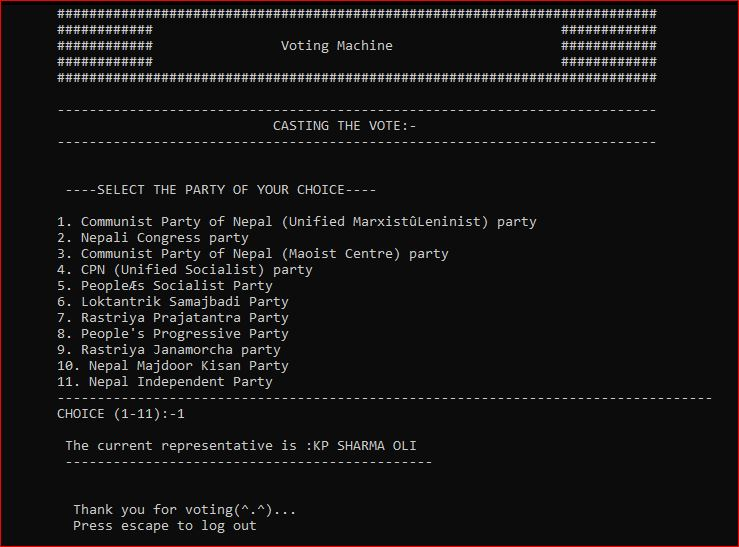 ###########################################################################
############                                                   ############
############                Voting Machine                     ############
############                                                   ############
###########################################################################
---------------------------------------------------------------------------
CASTING THE VOTE:-
---------------------------------------------------------------------------
----SELECT THE PARTY OF YOUR CHOICE----
1. Communist Party of Nepal (Unified MarxistûLeninist) party
2. Nepali Congress party
3. Communist Party of Nepal (Maoist Centre) party
4. CPN (Unified Socialist) party
5. PeopleÆs Socialist Party
6. Loktantrik Samajbadi Party
7. Rastriya Prajatantra Party
8. People's Progressive Party
9. Rastriya Janamorcha party
10. Nepal Majdoor Kisan Party
11. Nepal Independent Party
----------------------------------------------------------------------------------
CHOICE (1-11):-1
The current representative is :KP SHARMA OLI
----------------------------------------------
Thank you for voting(^.^)...
Press escape to log out